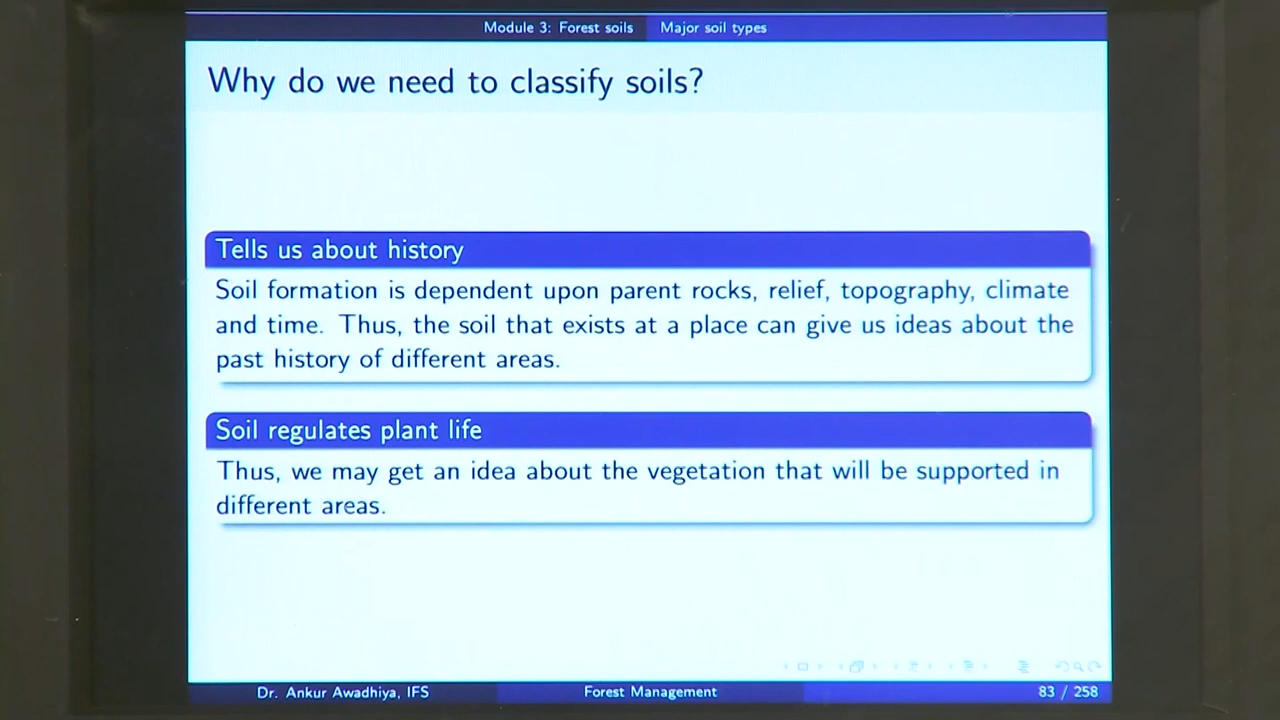 Module 3: Forest soils Major soil types
Why do we need to classify soils?
Tells us about history
Soil formation is dependent upon parent rocks, relief, topography, climate
and time. Thus, the soil that exists at a place can give us ideas about the
past history of different areas.
Soil regulates plant life
Thus, we may get an idea about the vegetation that will be supported in
different areas.
Dr. Ankur Awadhiya, IFS Forest Management 83 / 258